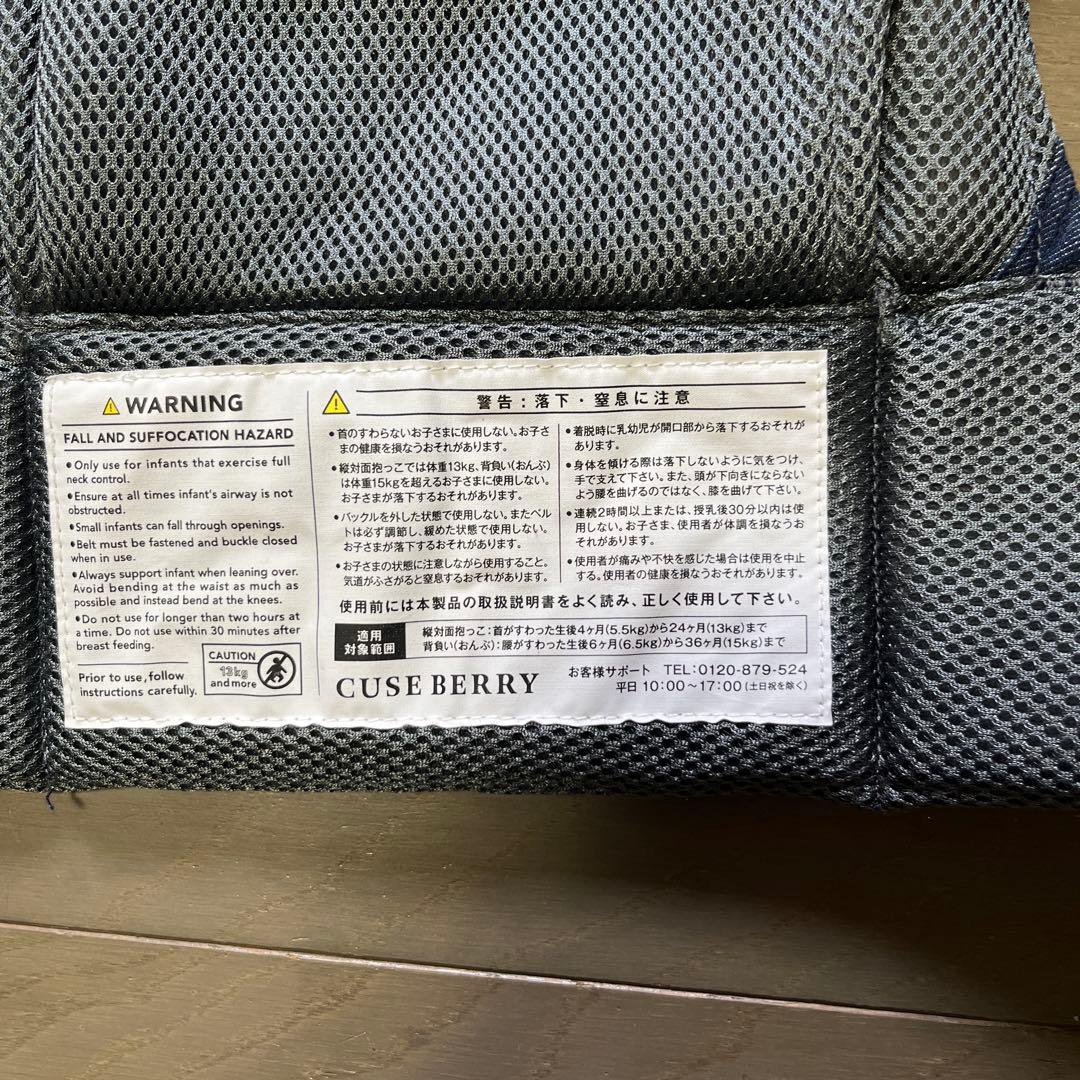 WARNING
FALL AND SUFFOCATION HAZARD
•Only use for infants that exercise full
neck control.
•Ensure at all times infant's airway is not
obstructed.
•Small infants can fall through openings.
•Belt must be fastened and buckle closed
when in use.
•Always support infant when leaning over.
Avoid bending at the waist as much as
possible and instead bend at the knees.
•Do not use for longer than two hours at
a time. Do not use within 30 minutes after
breast feeding.
Prior to use, follow
instructions carefully.
CAUTION
13kg
and more
警告：落下・窒息に注意
•首のすわらないお子さまに使用しない。お子さ
まの健康を損なうおそれがあります。
•縦対面抱っこでは体重13kg、背負い(おんぶ)
は体重15kgを超えるお子さまに使用しない。
お子さまが落下するおそれがあります。
•バックルを外した状態で使用しない。またベル
トは必ず調節し、緩めた状態で使用しない。
お子さまが落下するおそれがあります。
•お子さまの状態に注意しながら使用すること。
気道がふさがると窒息するおそれがあります。
•着脱時に乳幼児が開口部から落下するおそれが
あります。
•身体を傾ける際は落下しないように気をつけ、
手で支えて下さい。また、頭が下向きにならない
よう腰を曲げるのではなく、膝を曲げて下さい。
•連続2時間以上または、授乳後30分以内は使
用しない。お子さま、使用者が体調を損なうお
それがあります。
•使用者が痛みや不快を感じた場合は使用を中止
する。使用者の健康を損なうおそれがあります。
使用前には本製品の取扱説明書をよく読み、正しく使用して下さい。
適用
対象範囲
縦対面抱っこ：首がすわった生後4ヶ月(5.5kg)から24ヶ月(13kg)まで
背負い(おんぶ)：腰がすわった生後6ヶ月(6.5kg)から36ヶ月(15kg)まで
CUSE BERRY
お客様サポート TEL：0120-879-524
平日 10:00〜17:00 (土日祝を除く)